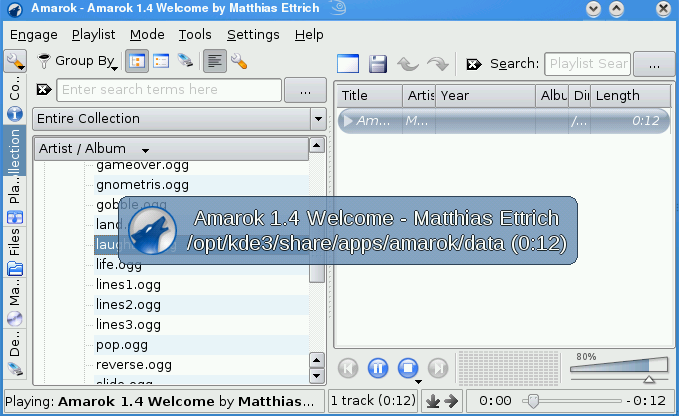 Amarok - Amarok 1.4 Welcome by Matthias Ettrich
Engage Playlist Mode Tools Settings Help
Group By
Search: Playlist Sear ...
Enter search terms here ...
Entire Collection
Artist / Album
Title Artis Year Albu Dir Length
Am... M... /... 0:12
gameover.ogg
gnometris.ogg
land.
life.ogg
lines1.ogg
lines2.ogg
lines3.ogg
pop.ogg
reverse.ogg
slide.ogg
Co..
llection
Pla..
Files
Ma..
De..
Amarok 1.4 Welcome - Matthias Ettrich
/opt/kde3/share/apps/amarok/data (0:12)
80%
Playing: Amarok 1.4 Welcome by Matthias...
1 track (0:12)
0:00 -0:12